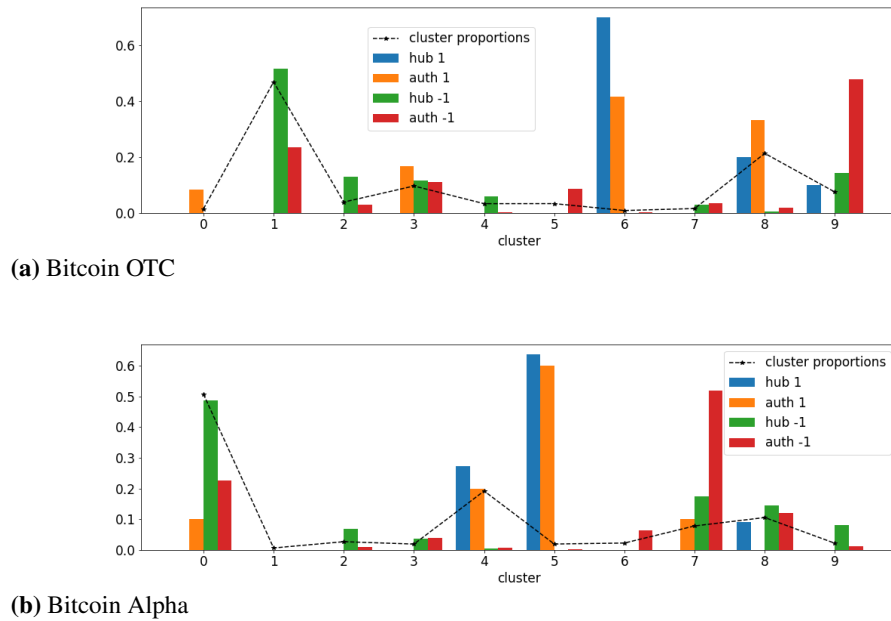 0.6
0.4
0.2
0.0
cluster proportions
hub 1
auth 1
hub -1
auth -1
0 1 2 3 4 5 6 7 8 9
cluster
(a) Bitcoin OTC
0.6
0.5
0.4
0.3
0.2
0.1
0.0
cluster proportions
hub 1
auth 1
hub -1
auth -1
0 1 2 3 4 5 6 7 8 9
cluster
(b) Bitcoin Alpha